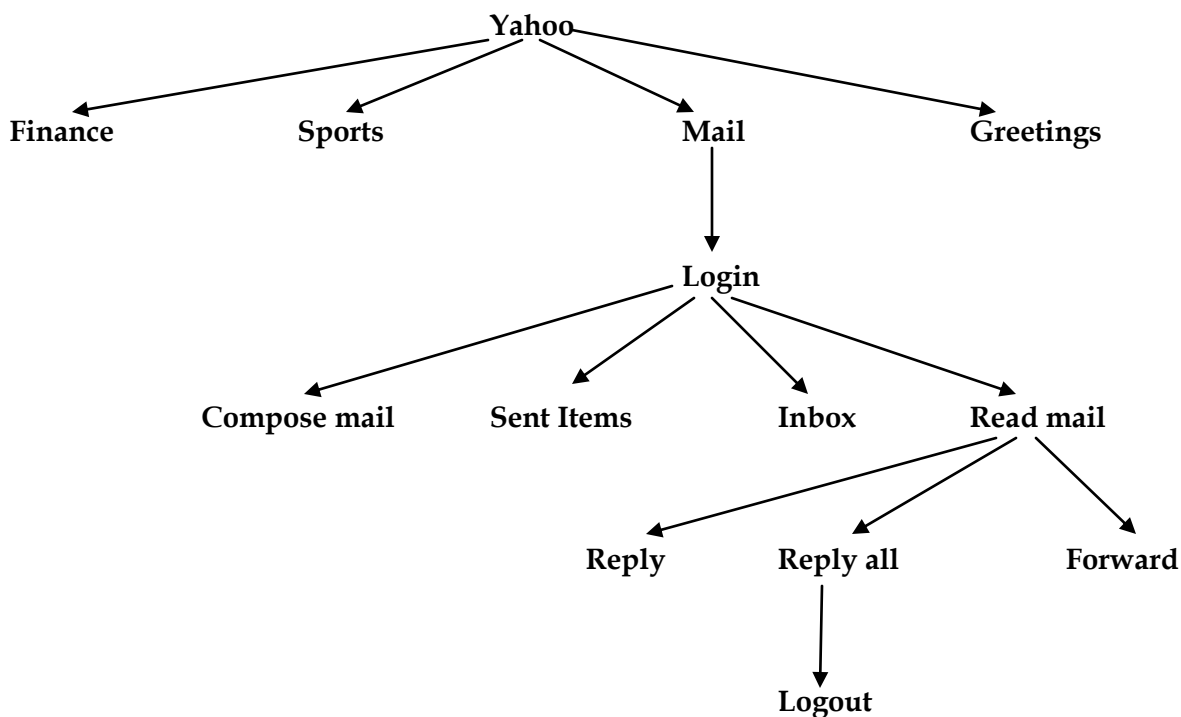 Yahoo
Finance Sports Mail Greetings
Login
Compose mail Sent Items Inbox Read mail
Reply Reply all Forward
Logout